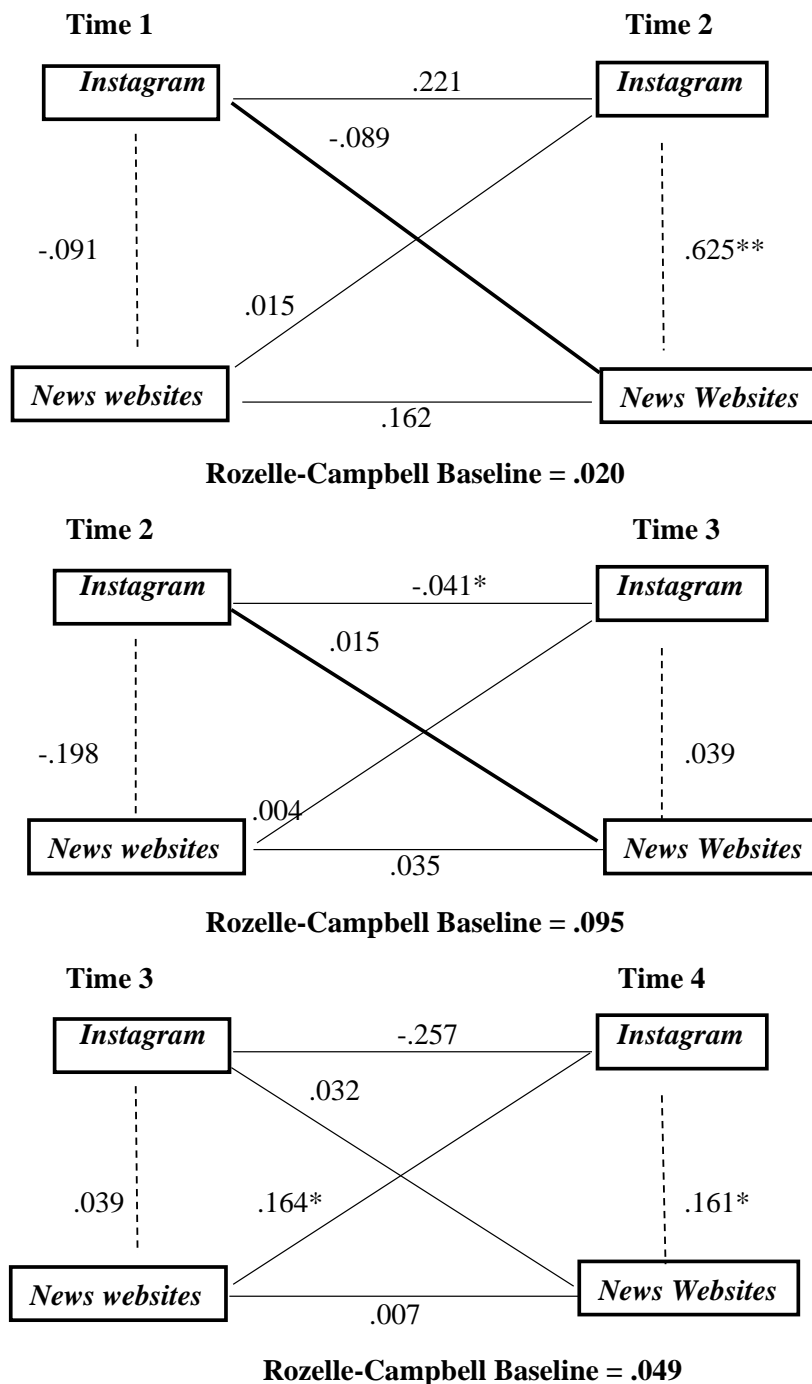 Time 1 Time 2
Instagram .221 Instagram
-.089
-.091 .625**
.015
News websites News Websites
.162
Rozelle-Campbell Baseline = .020
Time 2 Time 3
Instagram -.041* Instagram
.015
-.198 .039
.004
News websites News Websites
.035
Rozelle-Campbell Baseline = .095
Time 3 Time 4
Instagram -.257 Instagram
.032
.039 .164* .161*
News websites News Websites
.007
Rozelle-Campbell Baseline = .049